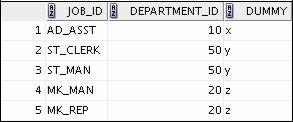 JOB_ID DEPARTMENT_ID DUMMY
1 AD_ASST 10 x
2 ST_CLERK 50 y
3 ST_MAN 50 y
4 MK_MAN 20 z
5 MK_REP 20 z